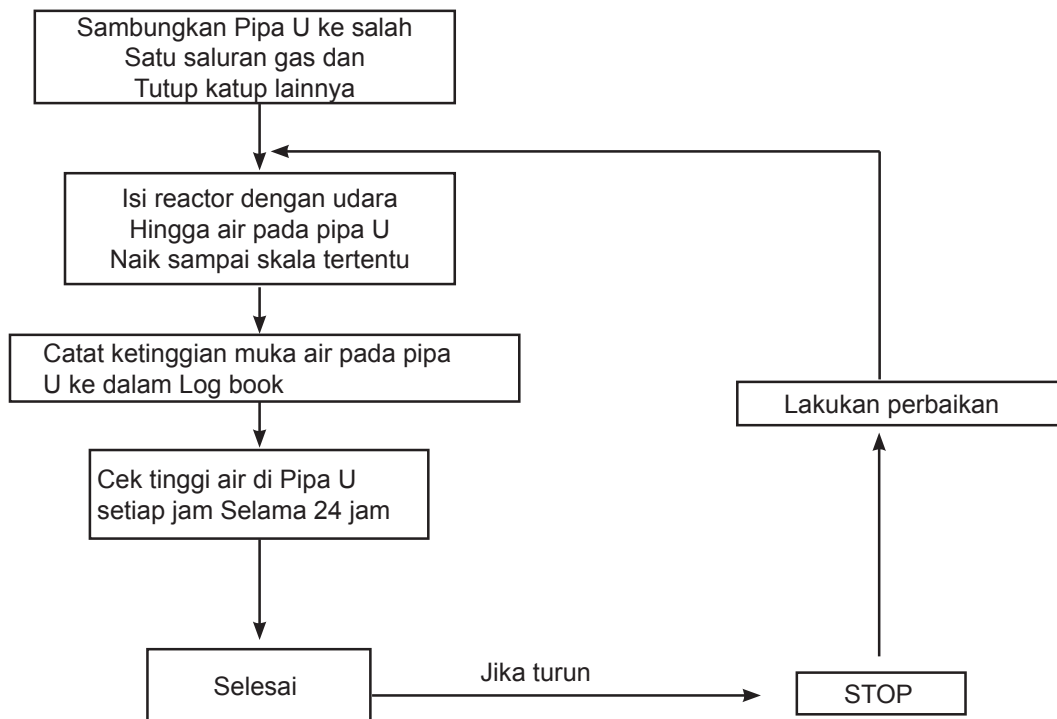 Sambungkan Pipa U ke salah
Satu saluran gas dan
Tutup katup lainnya
Isi reactor dengan udara
Hingga air pada pipa U
Naik sampai skala tertentu
Catat ketinggian muka air pada pipa
U ke dalam Log book
Lakukan perbaikan
Cek tinggi air di Pipa U
setiap jam Selama 24 jam
Selesai
Jika turun
STOP